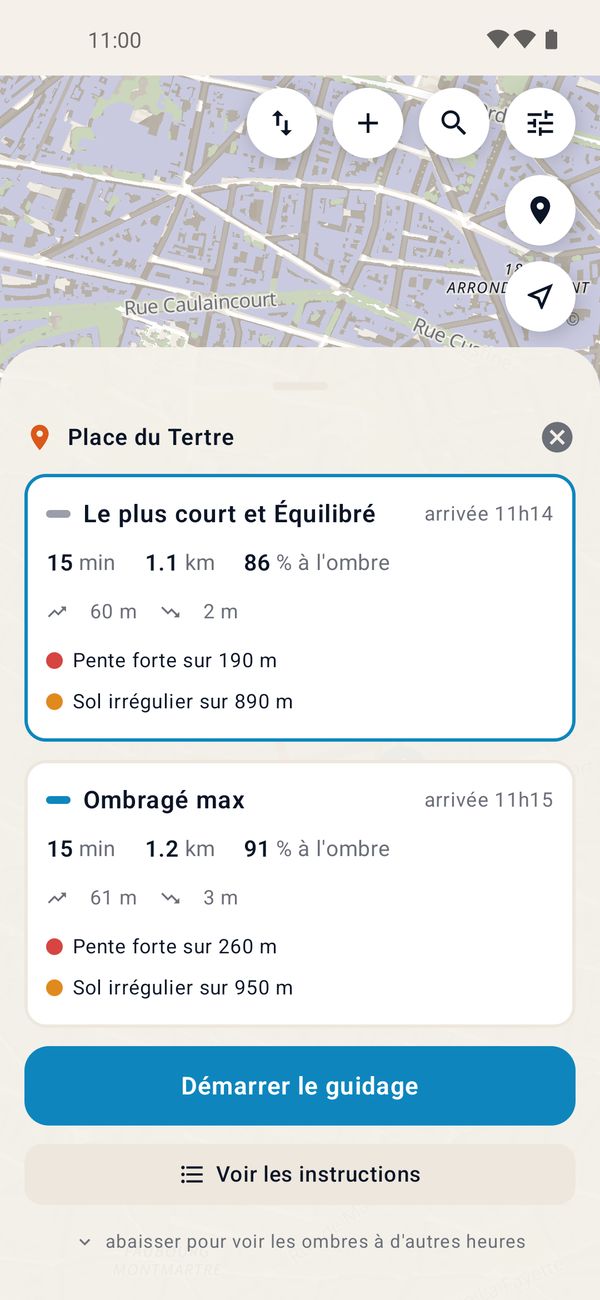 11:00
Rue Caulaincourt
ARROND
NT
©
Place du Tertre
Le plus court et Équilibré
arrivée 11h14
15 min 1.1 km 86 % à l'ombre
60 m 2 m
Pente forte sur 190 m
Sol irrégulier sur 890 m
Ombragé max
arrivée 11h15
15 min 1.2 km 91 % à l'ombre
61 m 3 m
Pente forte sur 260 m
Sol irrégulier sur 950 m
Démarrer le guidage
Voir les instructions
abaisser pour voir les ombres à d'autres heures
FAUBOURG
MONTMARTRE